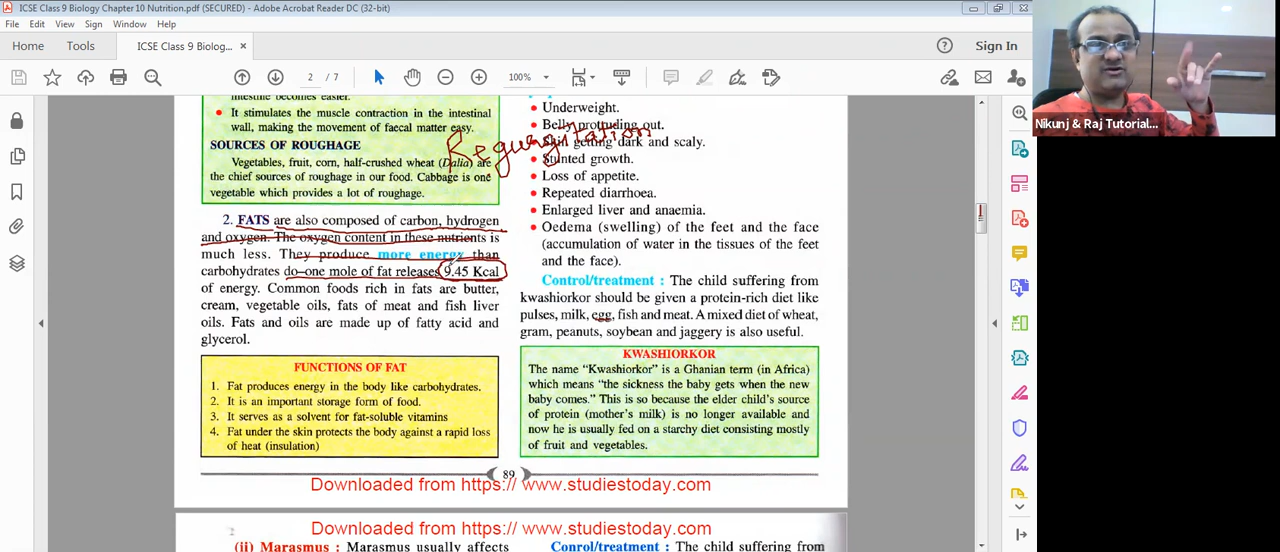 ICSE Class 9 Biology Chapter 10 Nutrition.pdf (SECURED) - Adobe Acrobat Reader DC (32-bit)
File Edit View Sign Window Help
Home Tools ICSE Class 9 Biolog... × Sign In
2 / 7 100%
Nikunj & Raj Tutorial...
intestine becomes easier.
• It stimulates the muscle contraction in the intestinal
wall, making the movement of faecal matter easy.
SOURCES OF ROUGHAGE
Vegetables, fruit, corn, half-crushed wheat (Dalia) are
the chief sources of roughage in our food. Cabbage is one
vegetable which provides a lot of roughage.
2. FATS are also composed of carbon, hydrogen
and oxygen. The oxygen content in these nutrients is
much less. They produce more energy than
carbohydrates do–one mole of fat releases 9.45 Kcal
of energy. Common foods rich in fats are butter,
cream, vegetable oils, fats of meat and fish liver
oils. Fats and oils are made up of fatty acid and
glycerol.
FUNCTIONS OF FAT
1. Fat produces energy in the body like carbohydrates.
2. It is an important storage form of food.
3. It serves as a solvent for fat-soluble vitamins
4. Fat under the skin protects the body against a rapid loss
of heat (insulation)
• Underweight.
• Belly protruding out.
• Skin getting dark and scaly.
• Stunted growth.
• Loss of appetite.
• Repeated diarrhoea.
• Enlarged liver and anaemia.
• Oedema (swelling) of the feet and the face
(accumulation of water in the tissues of the feet
and the face).
Control/treatment : The child suffering from
kwashiorkor should be given a protein-rich diet like
pulses, milk, egg, fish and meat. A mixed diet of wheat,
gram, peanuts, soybean and jaggery is also useful.
KWASHIORKOR
The name “Kwashiorkor” is a Ghanian term (in Africa)
which means “the sickness the baby gets when the new
baby comes.” This is so because the elder child's source
of protein (mother's milk) is no longer available and
now he is usually fed on a starchy diet consisting mostly
of fruit and vegetables.
89
Downloaded from https:// www.studiestoday.com
Downloaded from https:// www.studiestoday.com
(ii) Marasmus : Marasmus usually affects
Conrol/treatment : The child suffering from